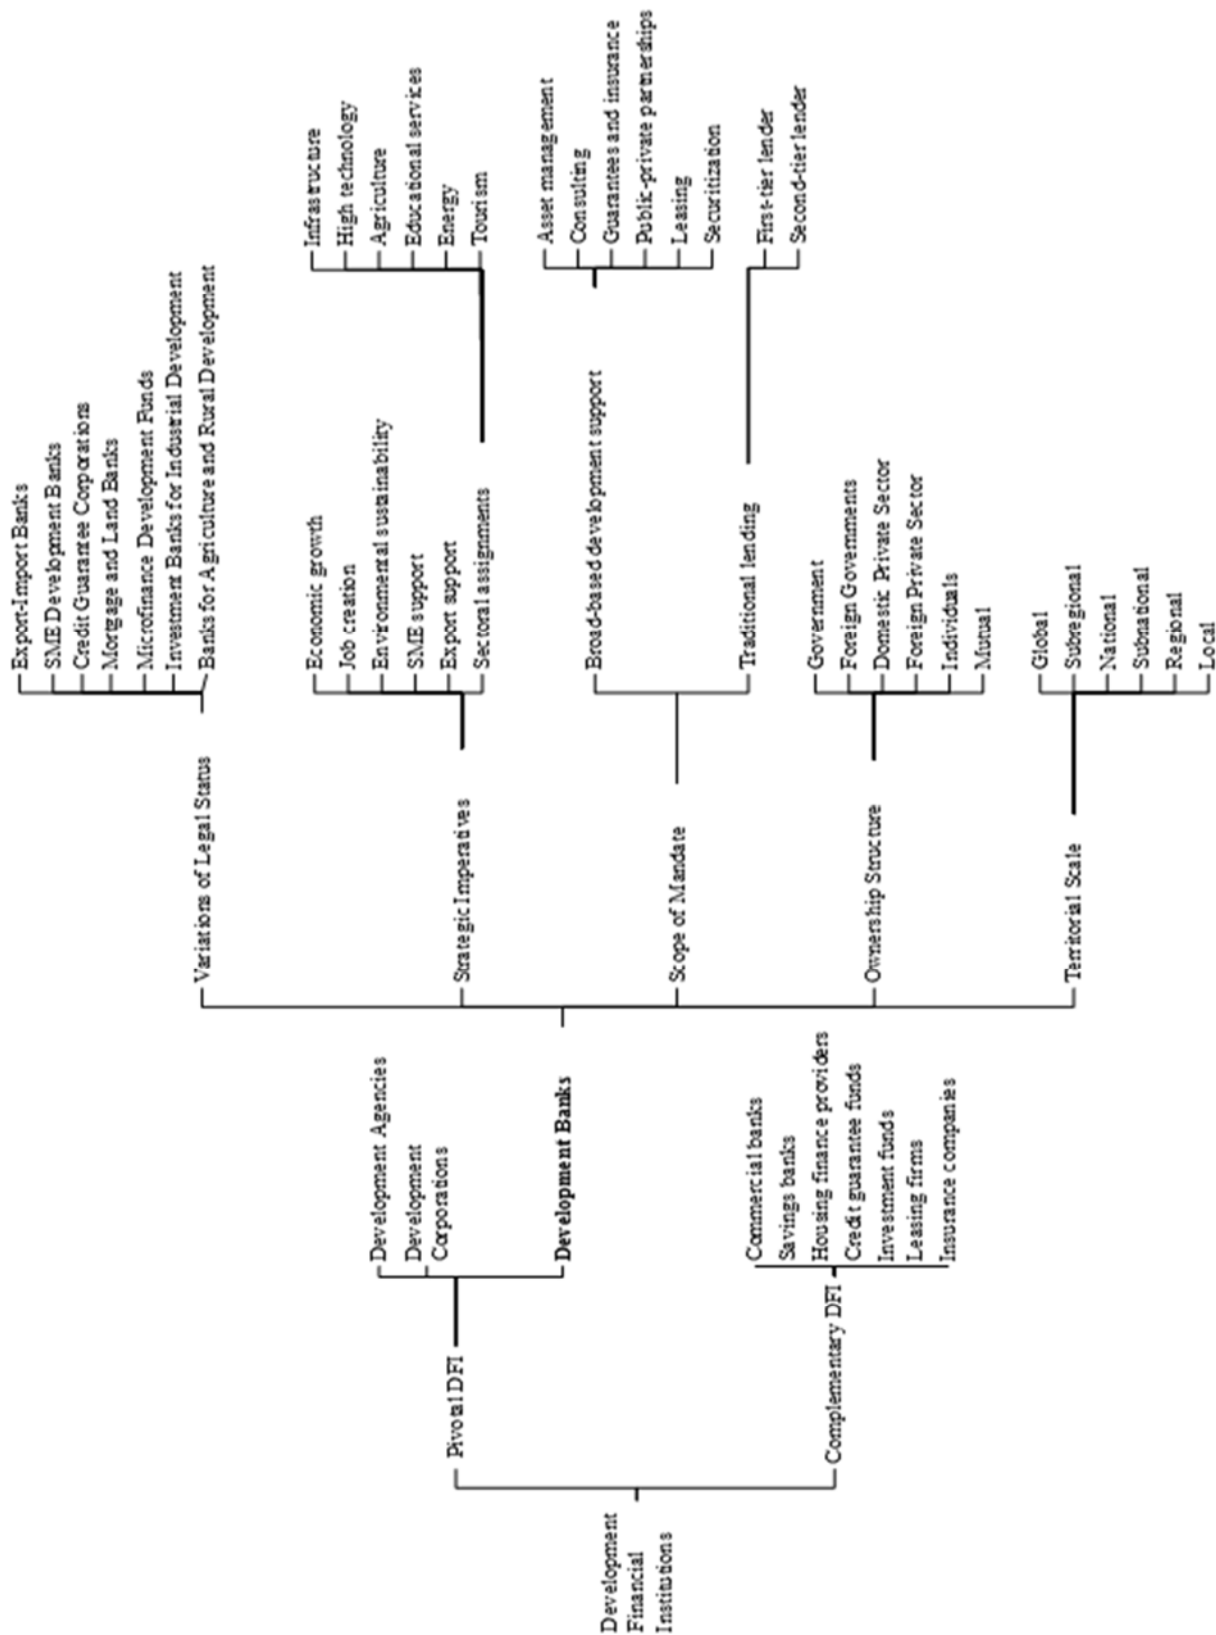 Development
Financial
Institutions
Pivotal DFI
Development Agencies
Development
Corporations
Development Banks
Complementary DFI
Commercial banks
Savings banks
Housing finance providers
Credit guarantee funds
Investment funds
Leasing firms
Insurance companies
Variations of Legal Status
Export-Import Banks
SME Development Banks
Credit Guarantee Corporations
Mortgage and Land Banks
Microfinance Development Funds
Investment Banks for Industrial Development
Banks for Agriculture and Rural Development
Strategic Imperatives
Economic growth
Job creation
Environmental sustainability
SME support
Export support
Sectoral assignments
Infrastructure
High technology
Agriculture
Educational services
Energy
Tourism
Scope of Mandate
Broad-based development support
Asset management
Consulting
Guarantees and insurance
Public-private partnerships
Leasing
Securitization
Traditional lending
First-tier lender
Second-tier lender
Ownership Structure
Government
Foreign Governments
Domestic Private Sector
Foreign Private Sector
Individuals
Mutual
Territorial Scale
Global
Subregional
National
Subnational
Regional
Local